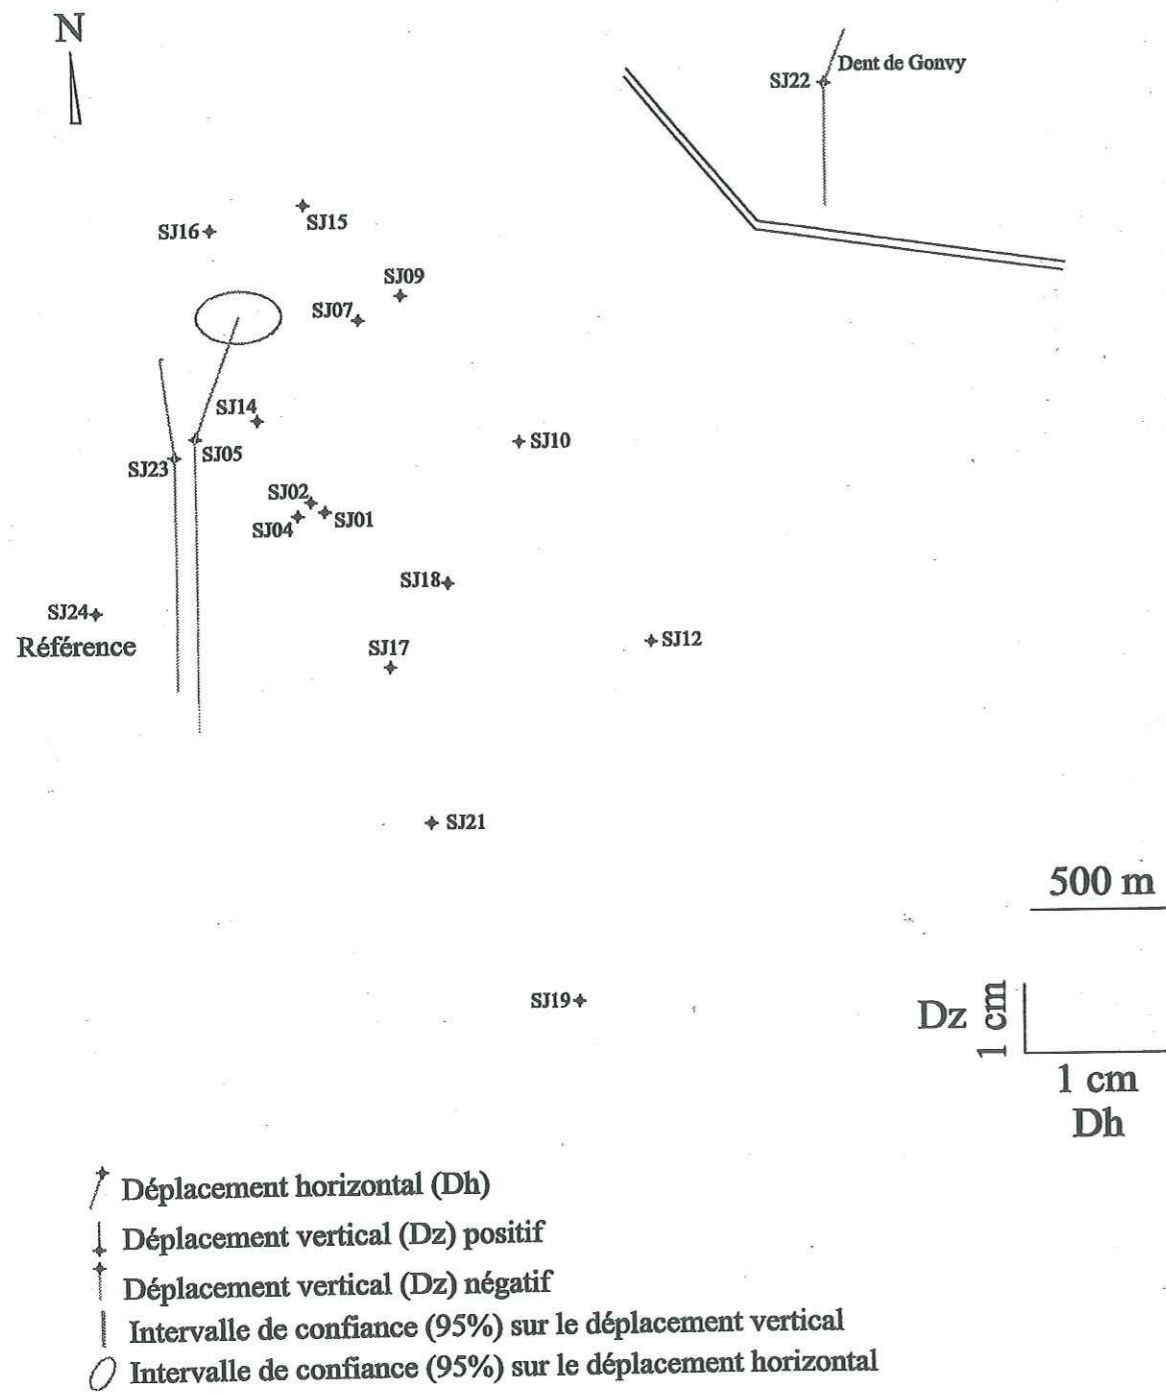 N
Dent de Gonvy
SJ22
SJ15
SJ16
SJ09
SJ07
SJ14
SJ05
SJ23
SJ10
SJ02
SJ01
SJ04
SJ18
SJ24
Référence
SJ12
SJ17
SJ21
500 m
SJ19
Dz
1 cm
1 cm
Dh
Déplacement horizontal (Dh)
Déplacement vertical (Dz) positif
Déplacement vertical (Dz) négatif
Intervalle de confiance (95%) sur le déplacement vertical
Intervalle de confiance (95%) sur le déplacement horizontal